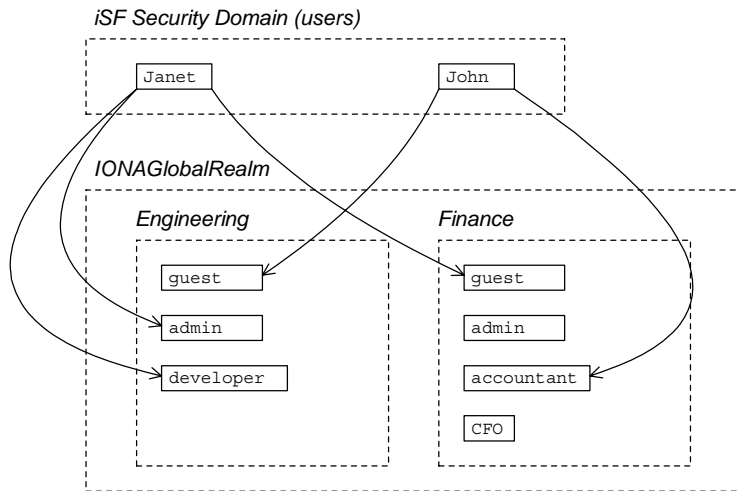 iSF Security Domain (users)
Janet John
IONAGlobalRealm
Engineering Finance
guest guest
admin admin
developer accountant
CFO